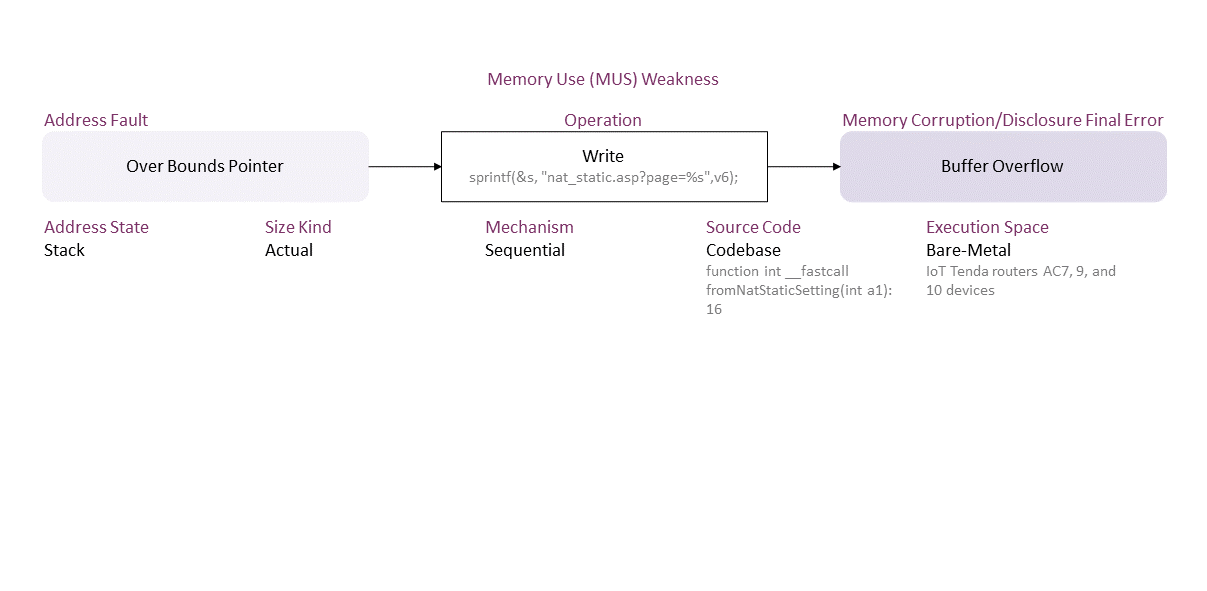 Memory Use (MUS) Weakness
Address Fault
Operation
Memory Corruption/Disclosure Final Error
Over Bounds Pointer
Write
sprintf(&s, "nat_static.asp?page=%s",v6);
Buffer Overflow
Address State
Stack
Size Kind
Actual
Mechanism
Sequential
Source Code
Codebase
function int __fastcall
fromNatStaticSetting(int a1):
16
Execution Space
Bare-Metal
IoT Tenda routers AC7, 9, and
10 devices